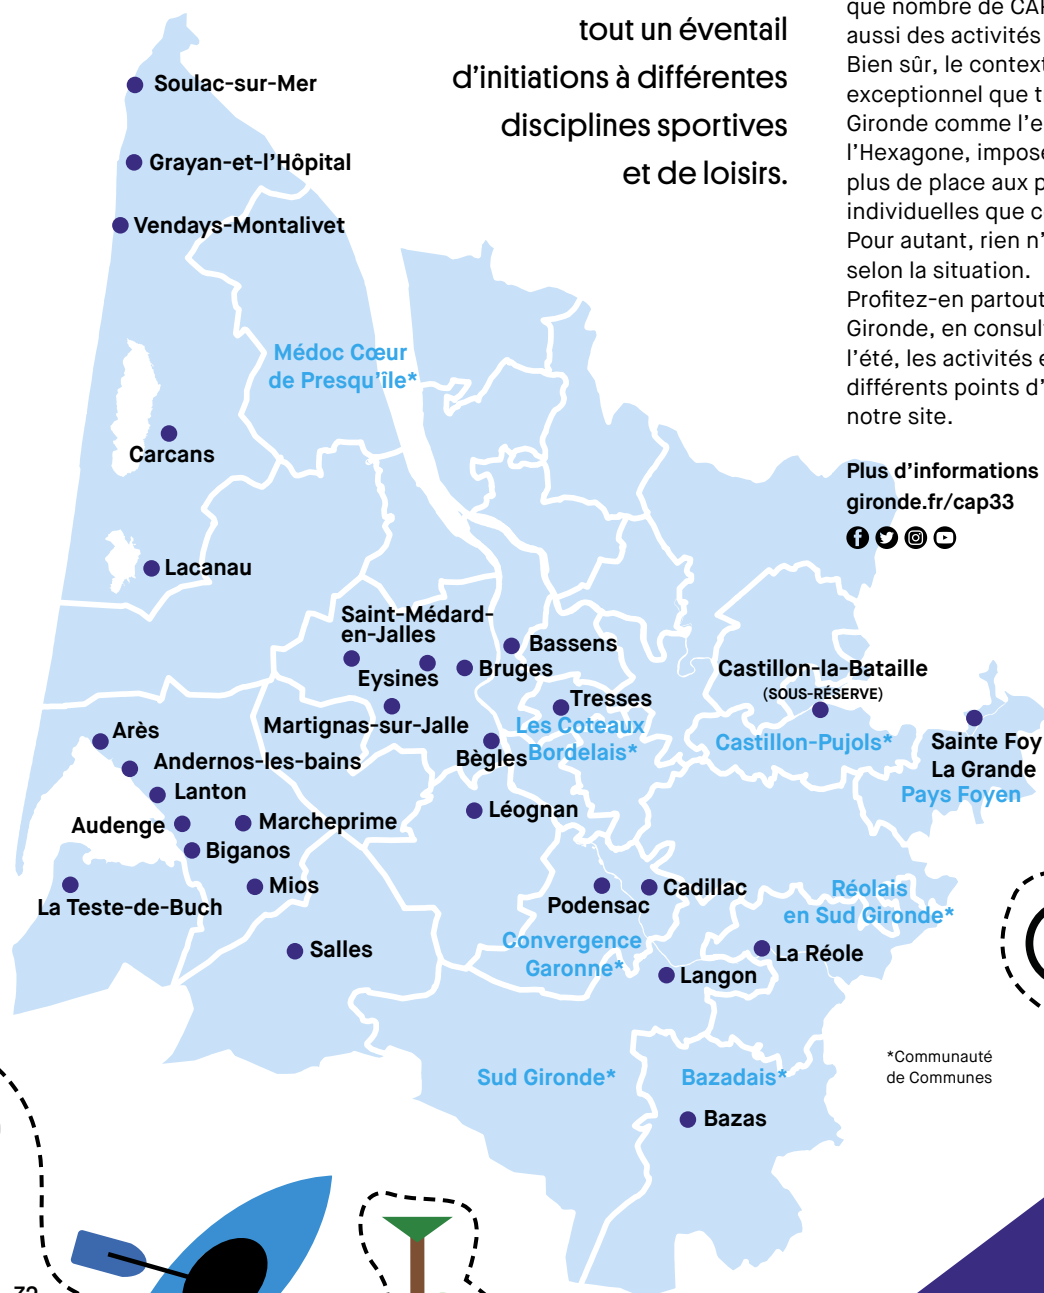 tout un éventail
d'initiations à différentes
disciplines sportives
et de loisirs.
que nombre de
aussi des activités
Bien sûr, le
exceptionnel que
Gironde comme
l'Hexagone,
plus de place aux
individuelles que
Pour autant, rien
selon la situation.
Profitez-en partout
Gironde, en
l'été, les activités
différents points
notre site.
Plus d'informations
gironde.fr/cap33
Soulac-sur-Mer
Grayan-et-l'Hôpital
Vendays-Montalivet
Médoc Cœur
de Presqu'île*
Carcans
Lacanau
Saint-Médard-
en-Jalles
Bassens
Eysines
Bruges
Castillon-la-Bataille
(SOUS-RÉSERVE)
Tresses
Martignas-sur-Jalle
Les Coteaux
Bordelais*
Castillon-Pujols*
Sainte Foy
La Grande
Pays Foyen
Arès
Bègles
Andernos-les-bains
Lanton
Léognan
Audenge
Marcheprime
Biganos
Mios
La Teste-de-Buch
Podensac
Cadillac
Réolais
en Sud Gironde*
Salles
Convergence
Garonne*
La Réole
Langon
*Communauté
de Communes
Sud Gironde*
Bazadais*
Bazas